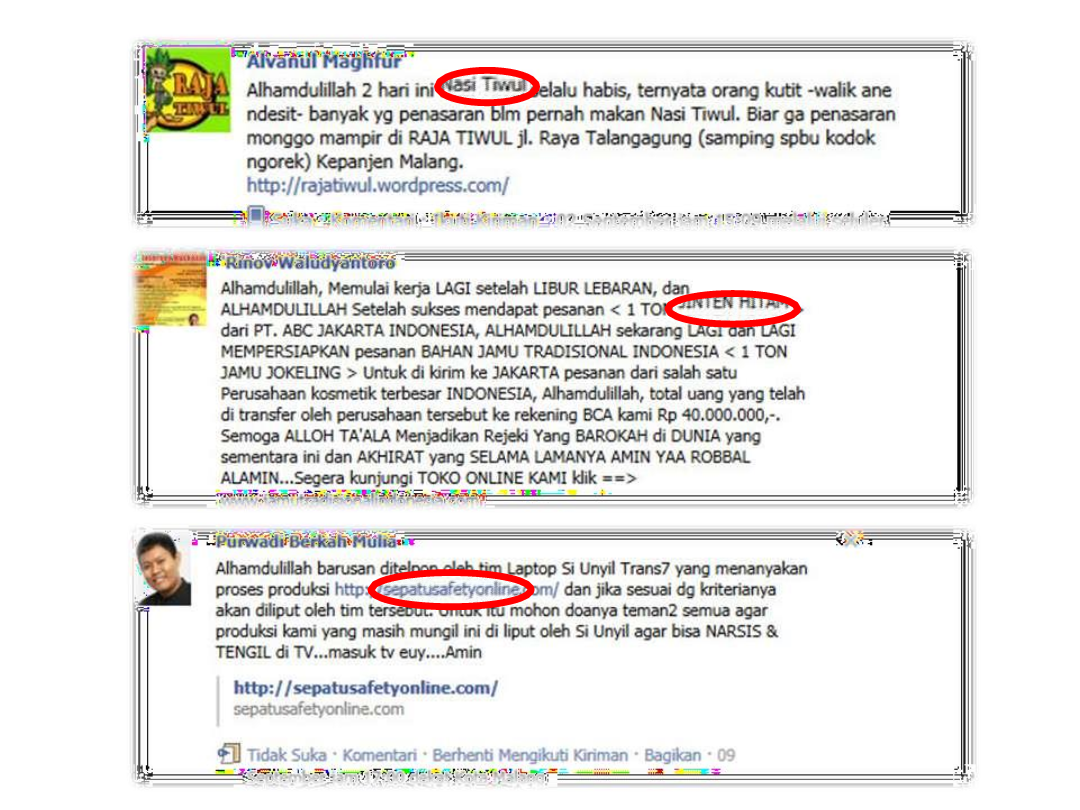 RAJA
TIWUL
Alvanul Maghfur
Alhamdulillah 2 hari ini Nasi Tiwul selalu habis, ternyata orang kutit -walik ane
ndesit- banyak yg penasaran blm pernah makan Nasi Tiwul. Biar ga penasaran
monggo mampir di RAJA TIWUL jl. Raya Talangagung (samping spbu kodok
ngorek) Kepanjen Malang.
http://rajatiwul.wordpress.com/
Rinov Waludyantoro
Alhamdulillah, Memulai kerja LAGI setelah LIBUR LEBARAN, dan
ALHAMDULILLAH Setelah sukses mendapat pesanan < 1 TON JINTEN HITAM
dari PT. ABC JAKARTA INDONESIA, ALHAMDULILLAH sekarang LAGI dan LAGI
MEMPERSIAPKAN pesanan BAHAN JAMU TRADISIONAL INDONESIA < 1 TON
JAMU JOKELING > Untuk di kirim ke JAKARTA pesanan dari salah satu
Perusahaan kosmetik terbesar INDONESIA, Alhamdulillah, total uang yang telah
di transfer oleh perusahaan tersebut ke rekening BCA kami Rp 40.000.000,-.
Semoga ALLOH TA'ALA Menjadikan Rejeki Yang BAROKAH di DUNIA yang
sementara ini dan AKHIRAT yang SELAMA LAMANYA AMIN YAA ROBBAL
ALAMIN...Segera kunjungi TOKO ONLINE KAMI klik ==>
Purwadi Berkah Mulia
Alhamdulillah barusan ditelpon oleh tim Laptop Si Unyil Trans7 yang menanyakan
proses produksi http://sepatusafetyonline.com/ dan jika sesuai dg kriterianya
akan diliput oleh tim tersebut. Untuk itu mohon doanya teman2 semua agar
produksi kami yang masih mungil ini di liput oleh Si Unyil agar bisa NARSIS &
TENGIL di TV...masuk tv euy....Amin
http://sepatusafetyonline.com/
sepatusafetyonline.com
Tidak Suka · Komentari · Berhenti Mengikuti Kiriman · Bagikan · 09